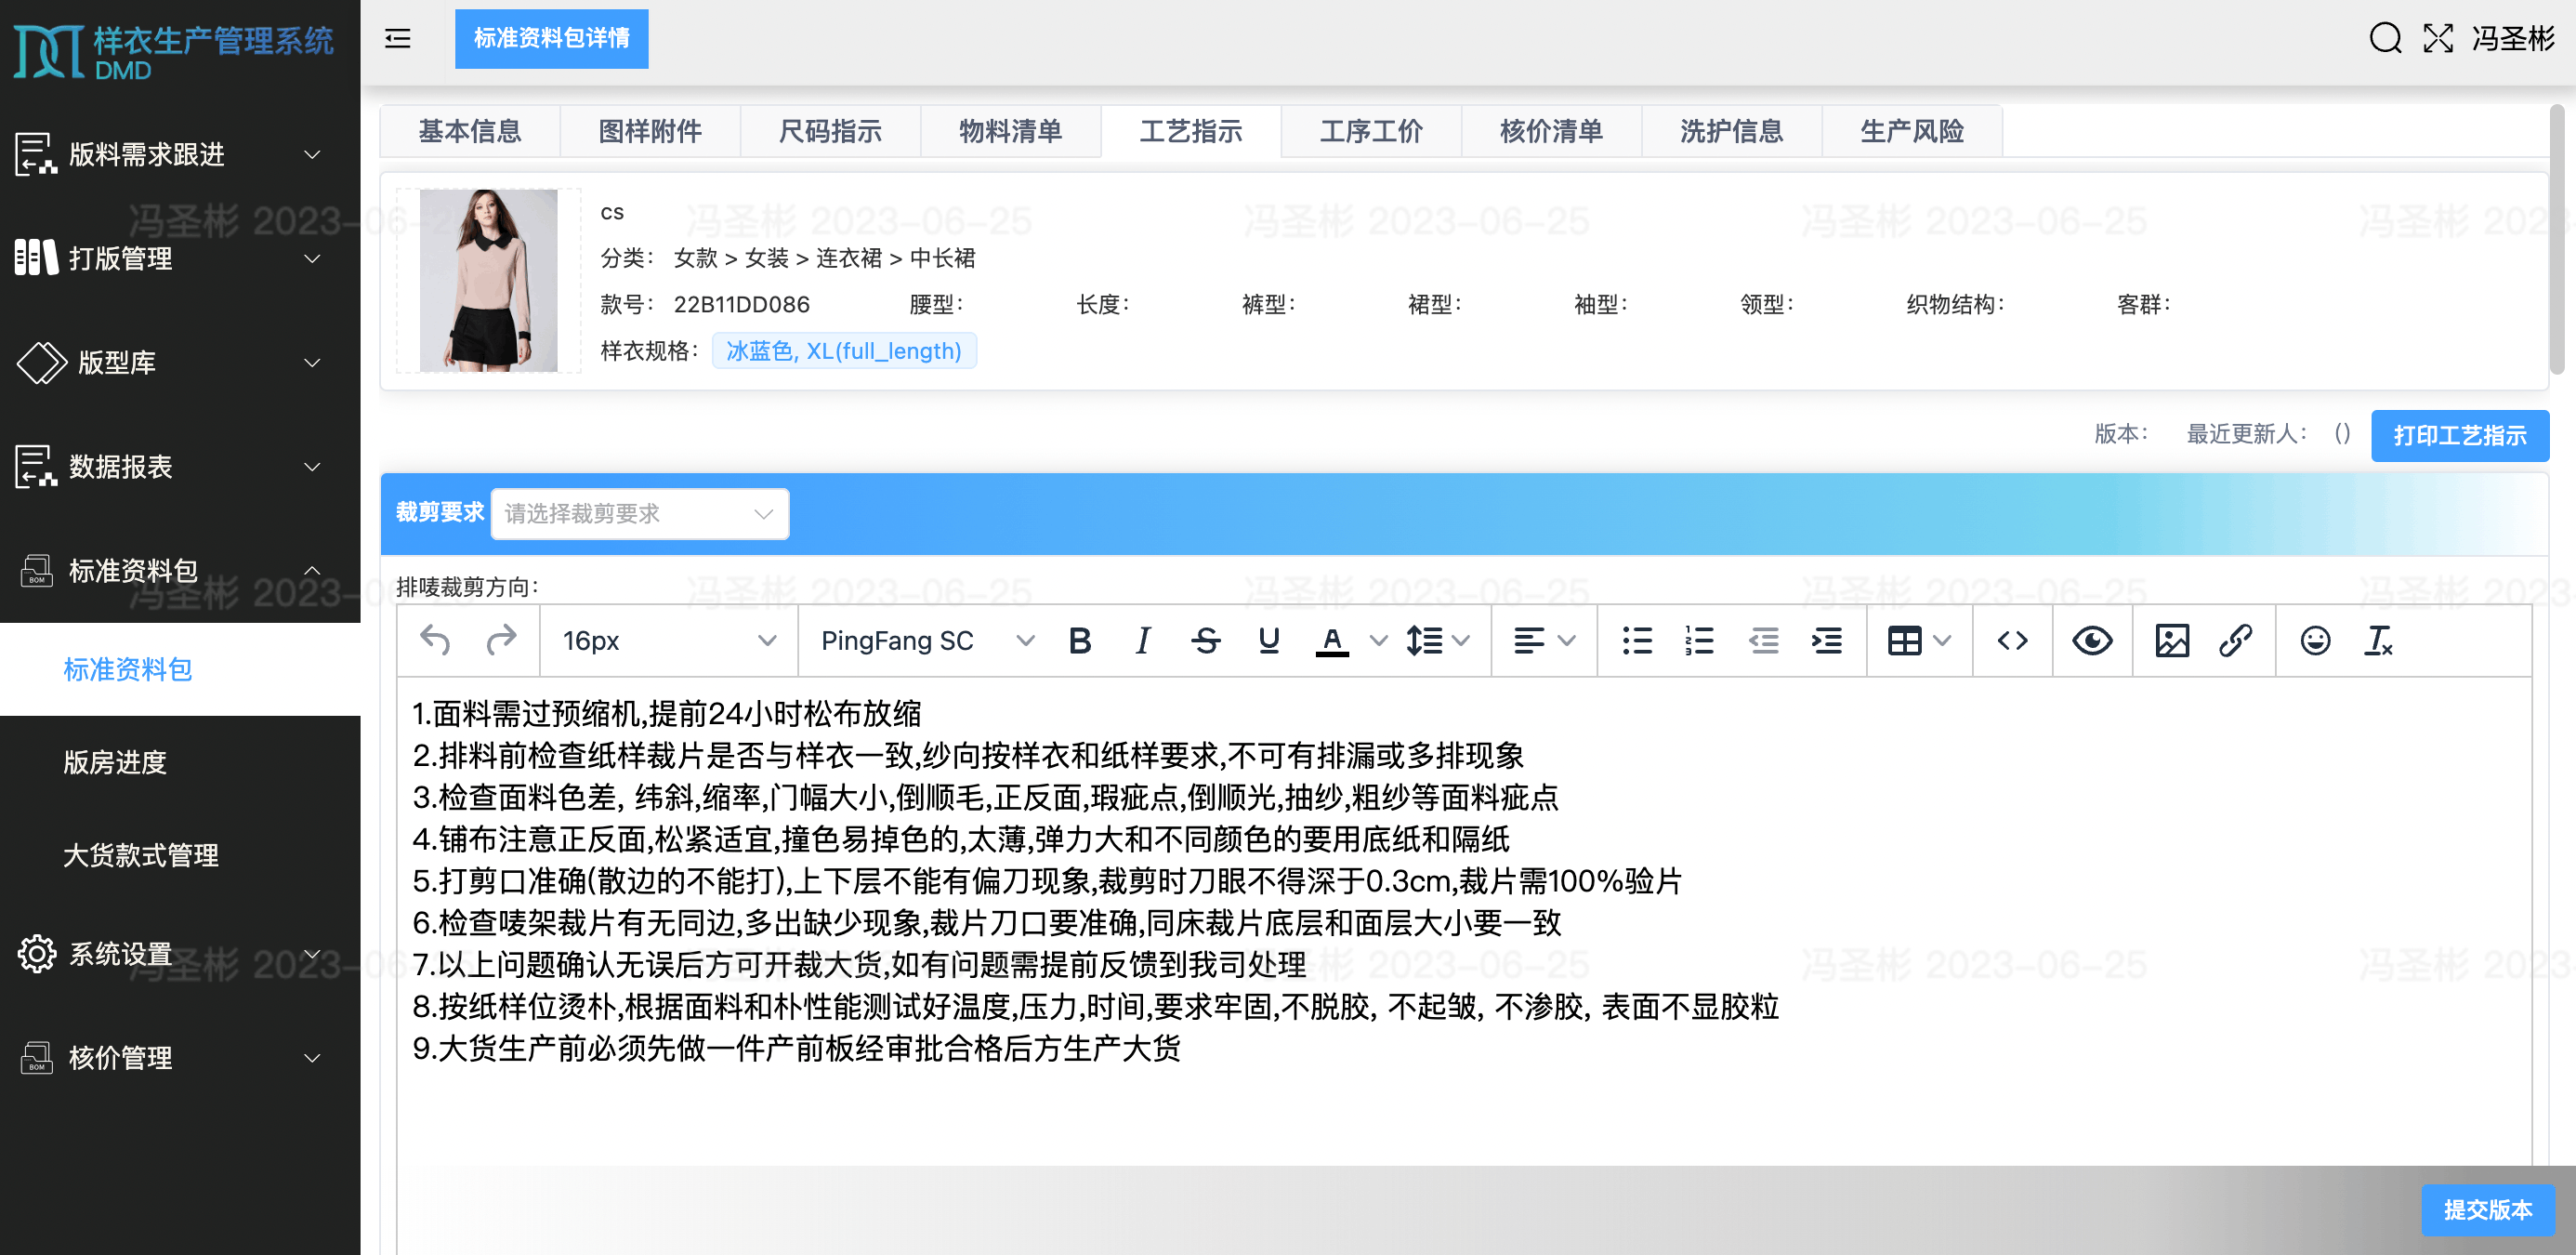 样衣生产管理系统
DMD
版料需求跟进
打版管理
版型库
数据报表
标准资料包
标准资料包
版房进度
大货款式管理
系统设置
核价管理
标准资料包详情
冯圣彬
基本信息 图样附件 尺码指示 物料清单 工艺指示 工序工价 核价清单 洗护信息 生产风险
cs
分类： 女款 > 女装 > 连衣裙 > 中长裙
款号： 22B11DD086 腰型： 长度： 裤型： 裙型： 袖型： 领型： 织物结构： 客群：
样衣规格： 冰蓝色, XL(full_length)
版本： 最近更新人： () 打印工艺指示
裁剪要求 请选择裁剪要求
排唛裁剪方向：
16px PingFang SC
1.面料需过预缩机,提前24小时松布放缩
2.排料前检查纸样裁片是否与样衣一致,纱向按样衣和纸样要求,不可有排漏或多排现象
3.检查面料色差, 纬斜,缩率,门幅大小,倒顺毛,正反面,瑕疵点,倒顺光,抽纱,粗纱等面料疵点
4.铺布注意正反面,松紧适宜,撞色易掉色的,太薄,弹力大和不同颜色的要用底纸和隔纸
5.打剪口准确(散边的不能打),上下层不能有偏刀现象,裁剪时刀眼不得深于0.3cm,裁片需100%验片
6.检查唛架裁片有无同边,多出缺少现象,裁片刀口要准确,同床裁片底层和面层大小要一致
7.以上问题确认无误后方可开裁大货,如有问题需提前反馈到我司处理
8.按纸样位烫朴,根据面料和朴性能测试好温度,压力,时间,要求牢固,不脱胶, 不起皱, 不渗胶, 表面不显胶粒
9.大货生产前必须先做一件产前板经审批合格后方生产大货
提交版本
冯圣彬 2023-06-25